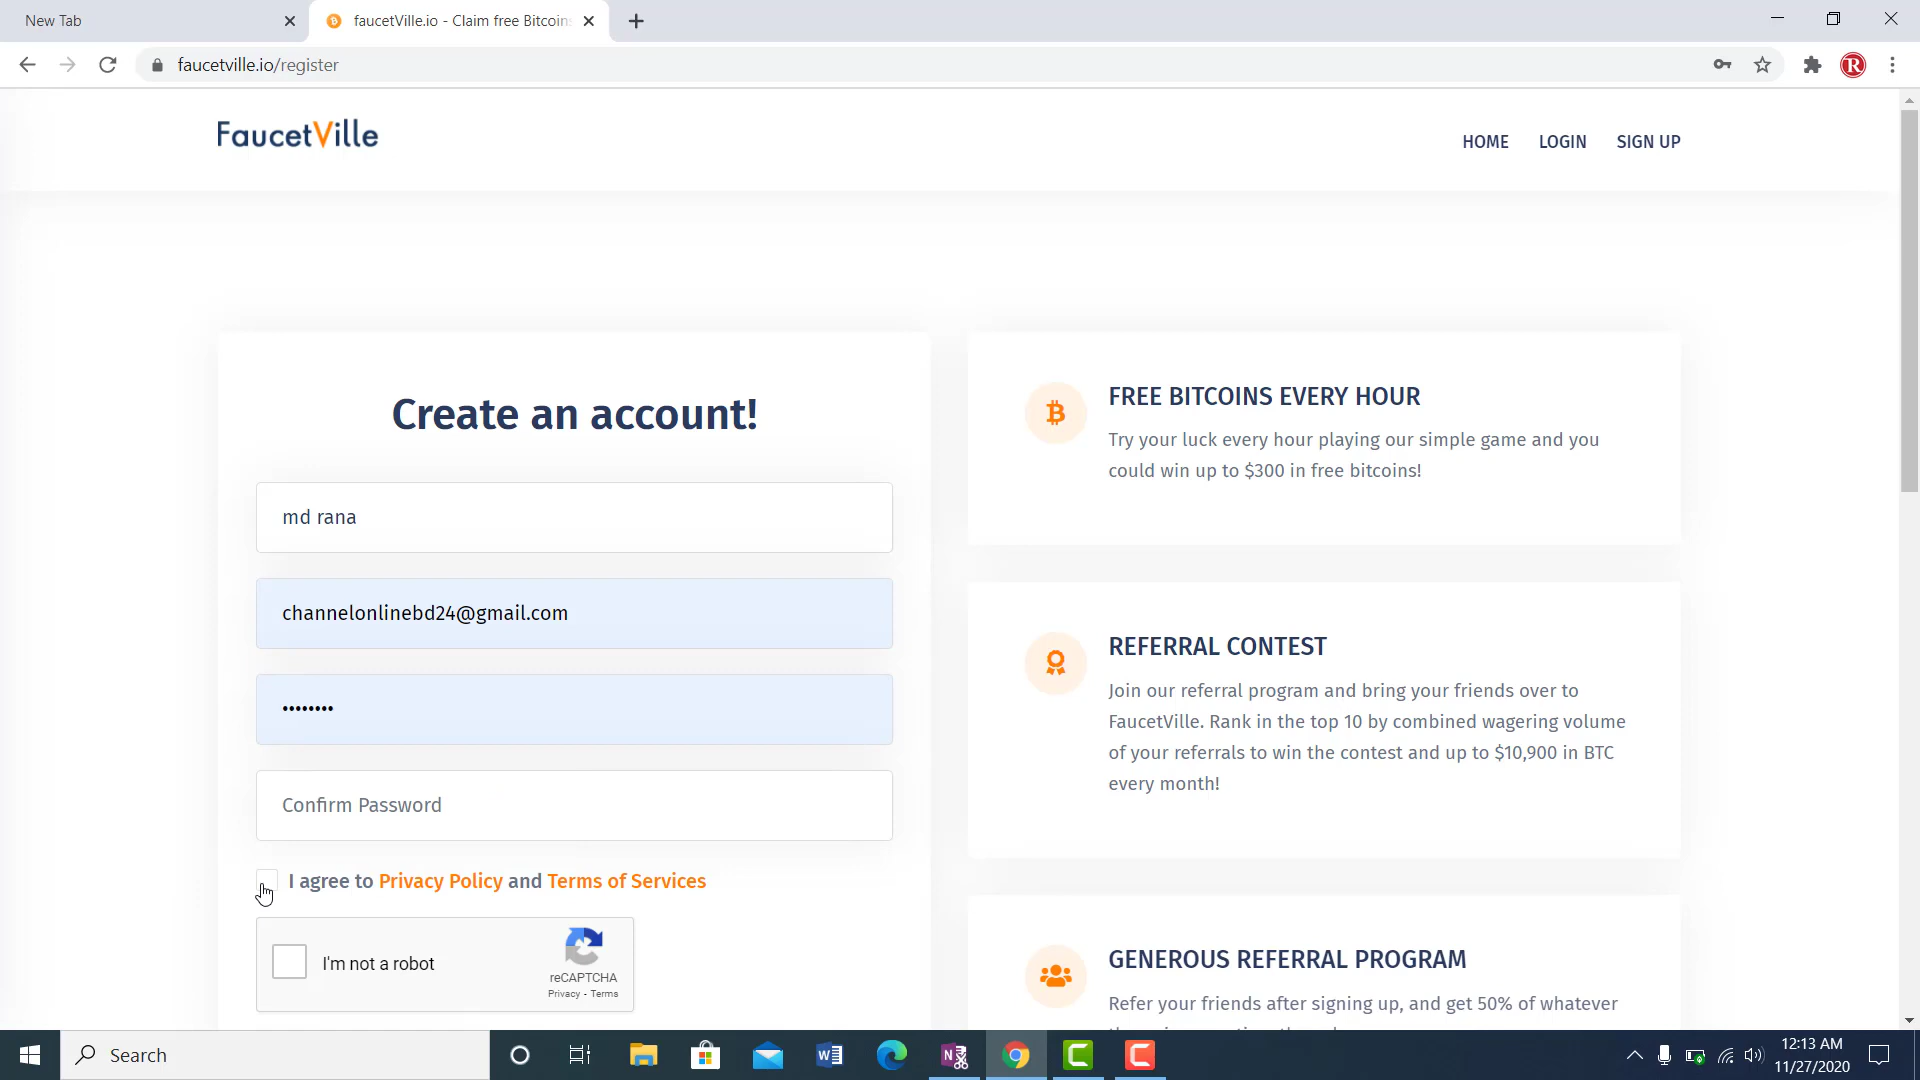 New Tab
faucetVille.io - Claim free Bitcoin
faucetville.io/register
R
FaucetVille
HOME LOGIN SIGN UP
Create an account!
md rana
channelonlinebd24@gmail.com
••••••••
Confirm Password
I agree to Privacy Policy and Terms of Services
I'm not a robot
reCAPTCHA
Privacy - Terms
FREE BITCOINS EVERY HOUR
Try your luck every hour playing our simple game and you
could win up to $300 in free bitcoins!
REFERRAL CONTEST
Join our referral program and bring your friends over to
FaucetVille. Rank in the top 10 by combined wagering volume
of your referrals to win the contest and up to $10,900 in BTC
every month!
GENEROUS REFERRAL PROGRAM
Refer your friends after signing up, and get 50% of whatever
Search
12:13 AM
11/27/2020